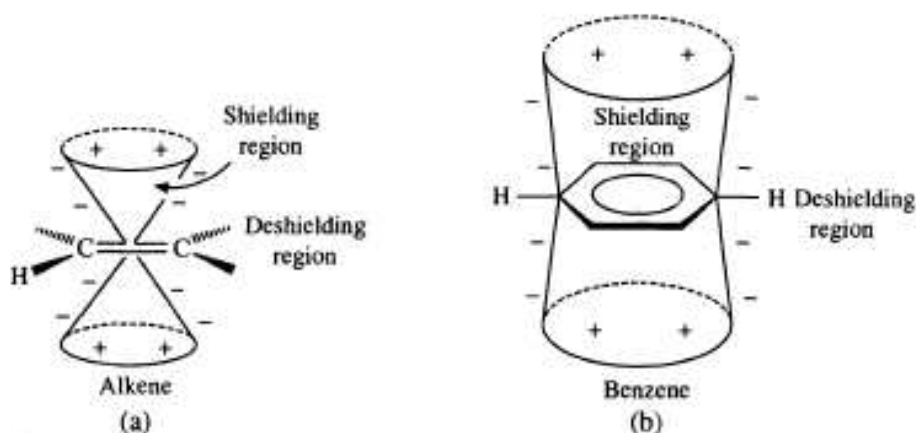 Shielding
region
+ +
− −
− −
C C
H
Deshielding
region
− −
− −
+ +
Alkene
(a)
+ +
− −
Shielding
region
− −
H
H Deshielding
region
− −
− −
+ +
Benzene
(b)